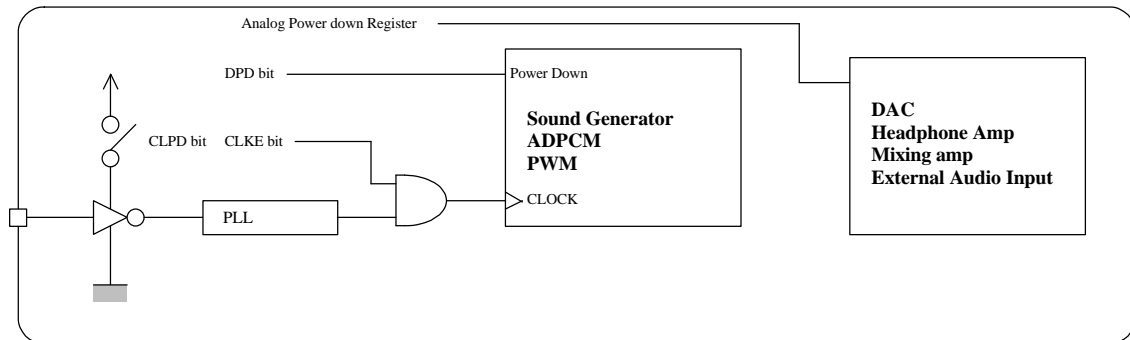 Analog Power down Register
DPD bit
Power Down
Sound Generator
ADPCM
PWM
DAC
Headphone Amp
Mixing amp
External Audio Input
CLPD bit
CLKE bit
CLOCK
PLL